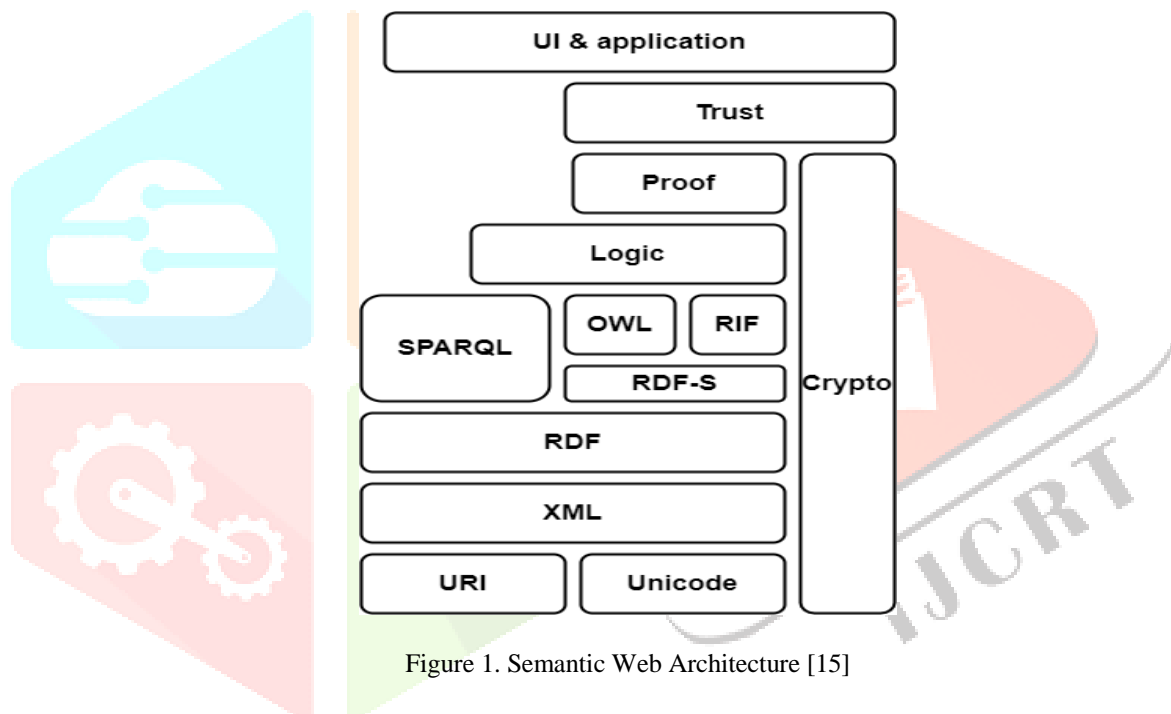 UI & application
Trust
Proof
Logic
SPARQL
OWL
RIF
RDF-S
Crypto
RDF
XML
URI
Unicode
IJCRT
Figure 1. Semantic Web Architecture [15]